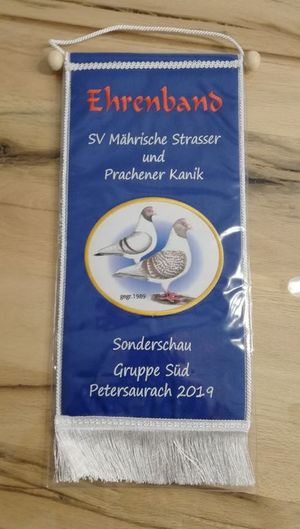 Ehrenband
SV Mährische Strasser
und
Prachener Kanik
gegr.1989
Sonderschau
Gruppe Süd
Petersaurach 2019